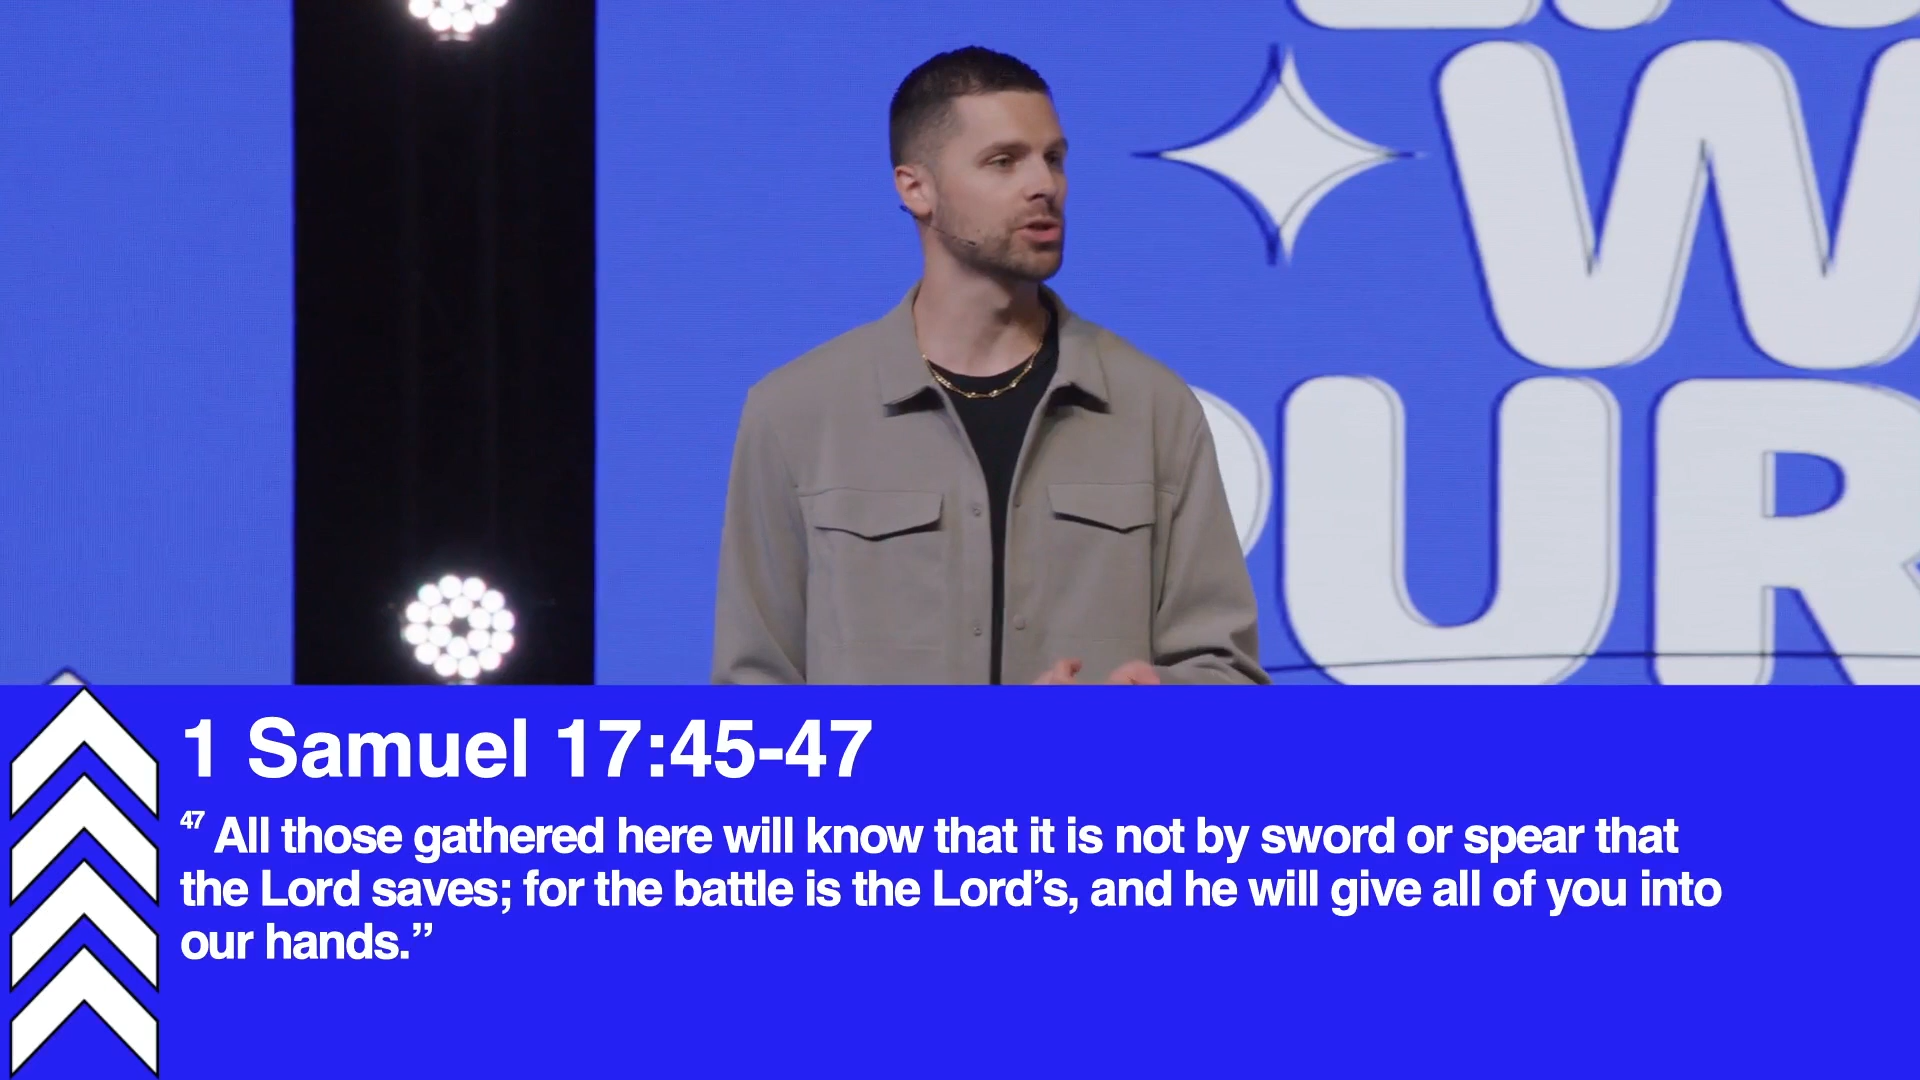 W
UR
1 Samuel 17:45-47
47 All those gathered here will know that it is not by sword or spear that
the Lord saves; for the battle is the Lord’s, and he will give all of you into
our hands.”